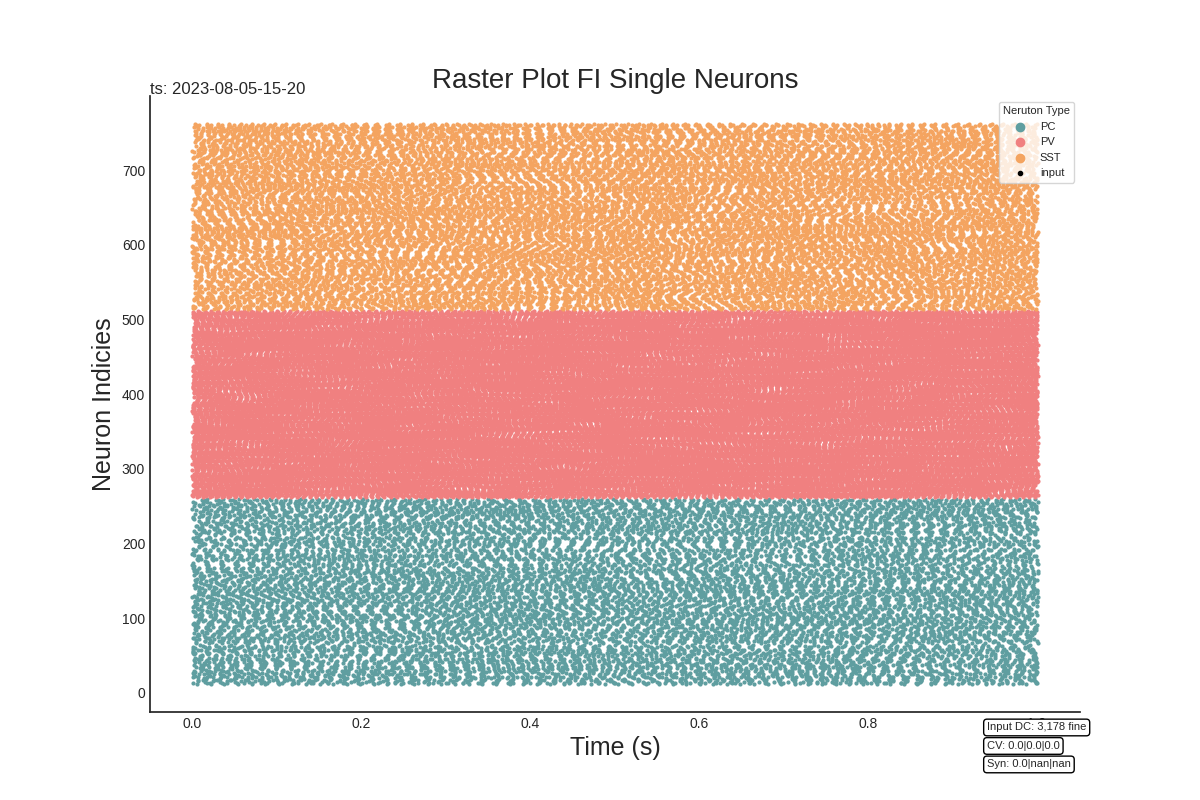 Raster Plot FI Single Neurons
ts: 2023-08-05-15-20
Neruton Type
PC
PV
SST
input
Neuron Indicies
700
600
500
400
300
200
100
0
0.0 0.2 0.4 0.6 0.8
Time (s)
Input DC: 3,178 fine
CV: 0.0|0.0|0.0
Syn: 0.0|nan|nan